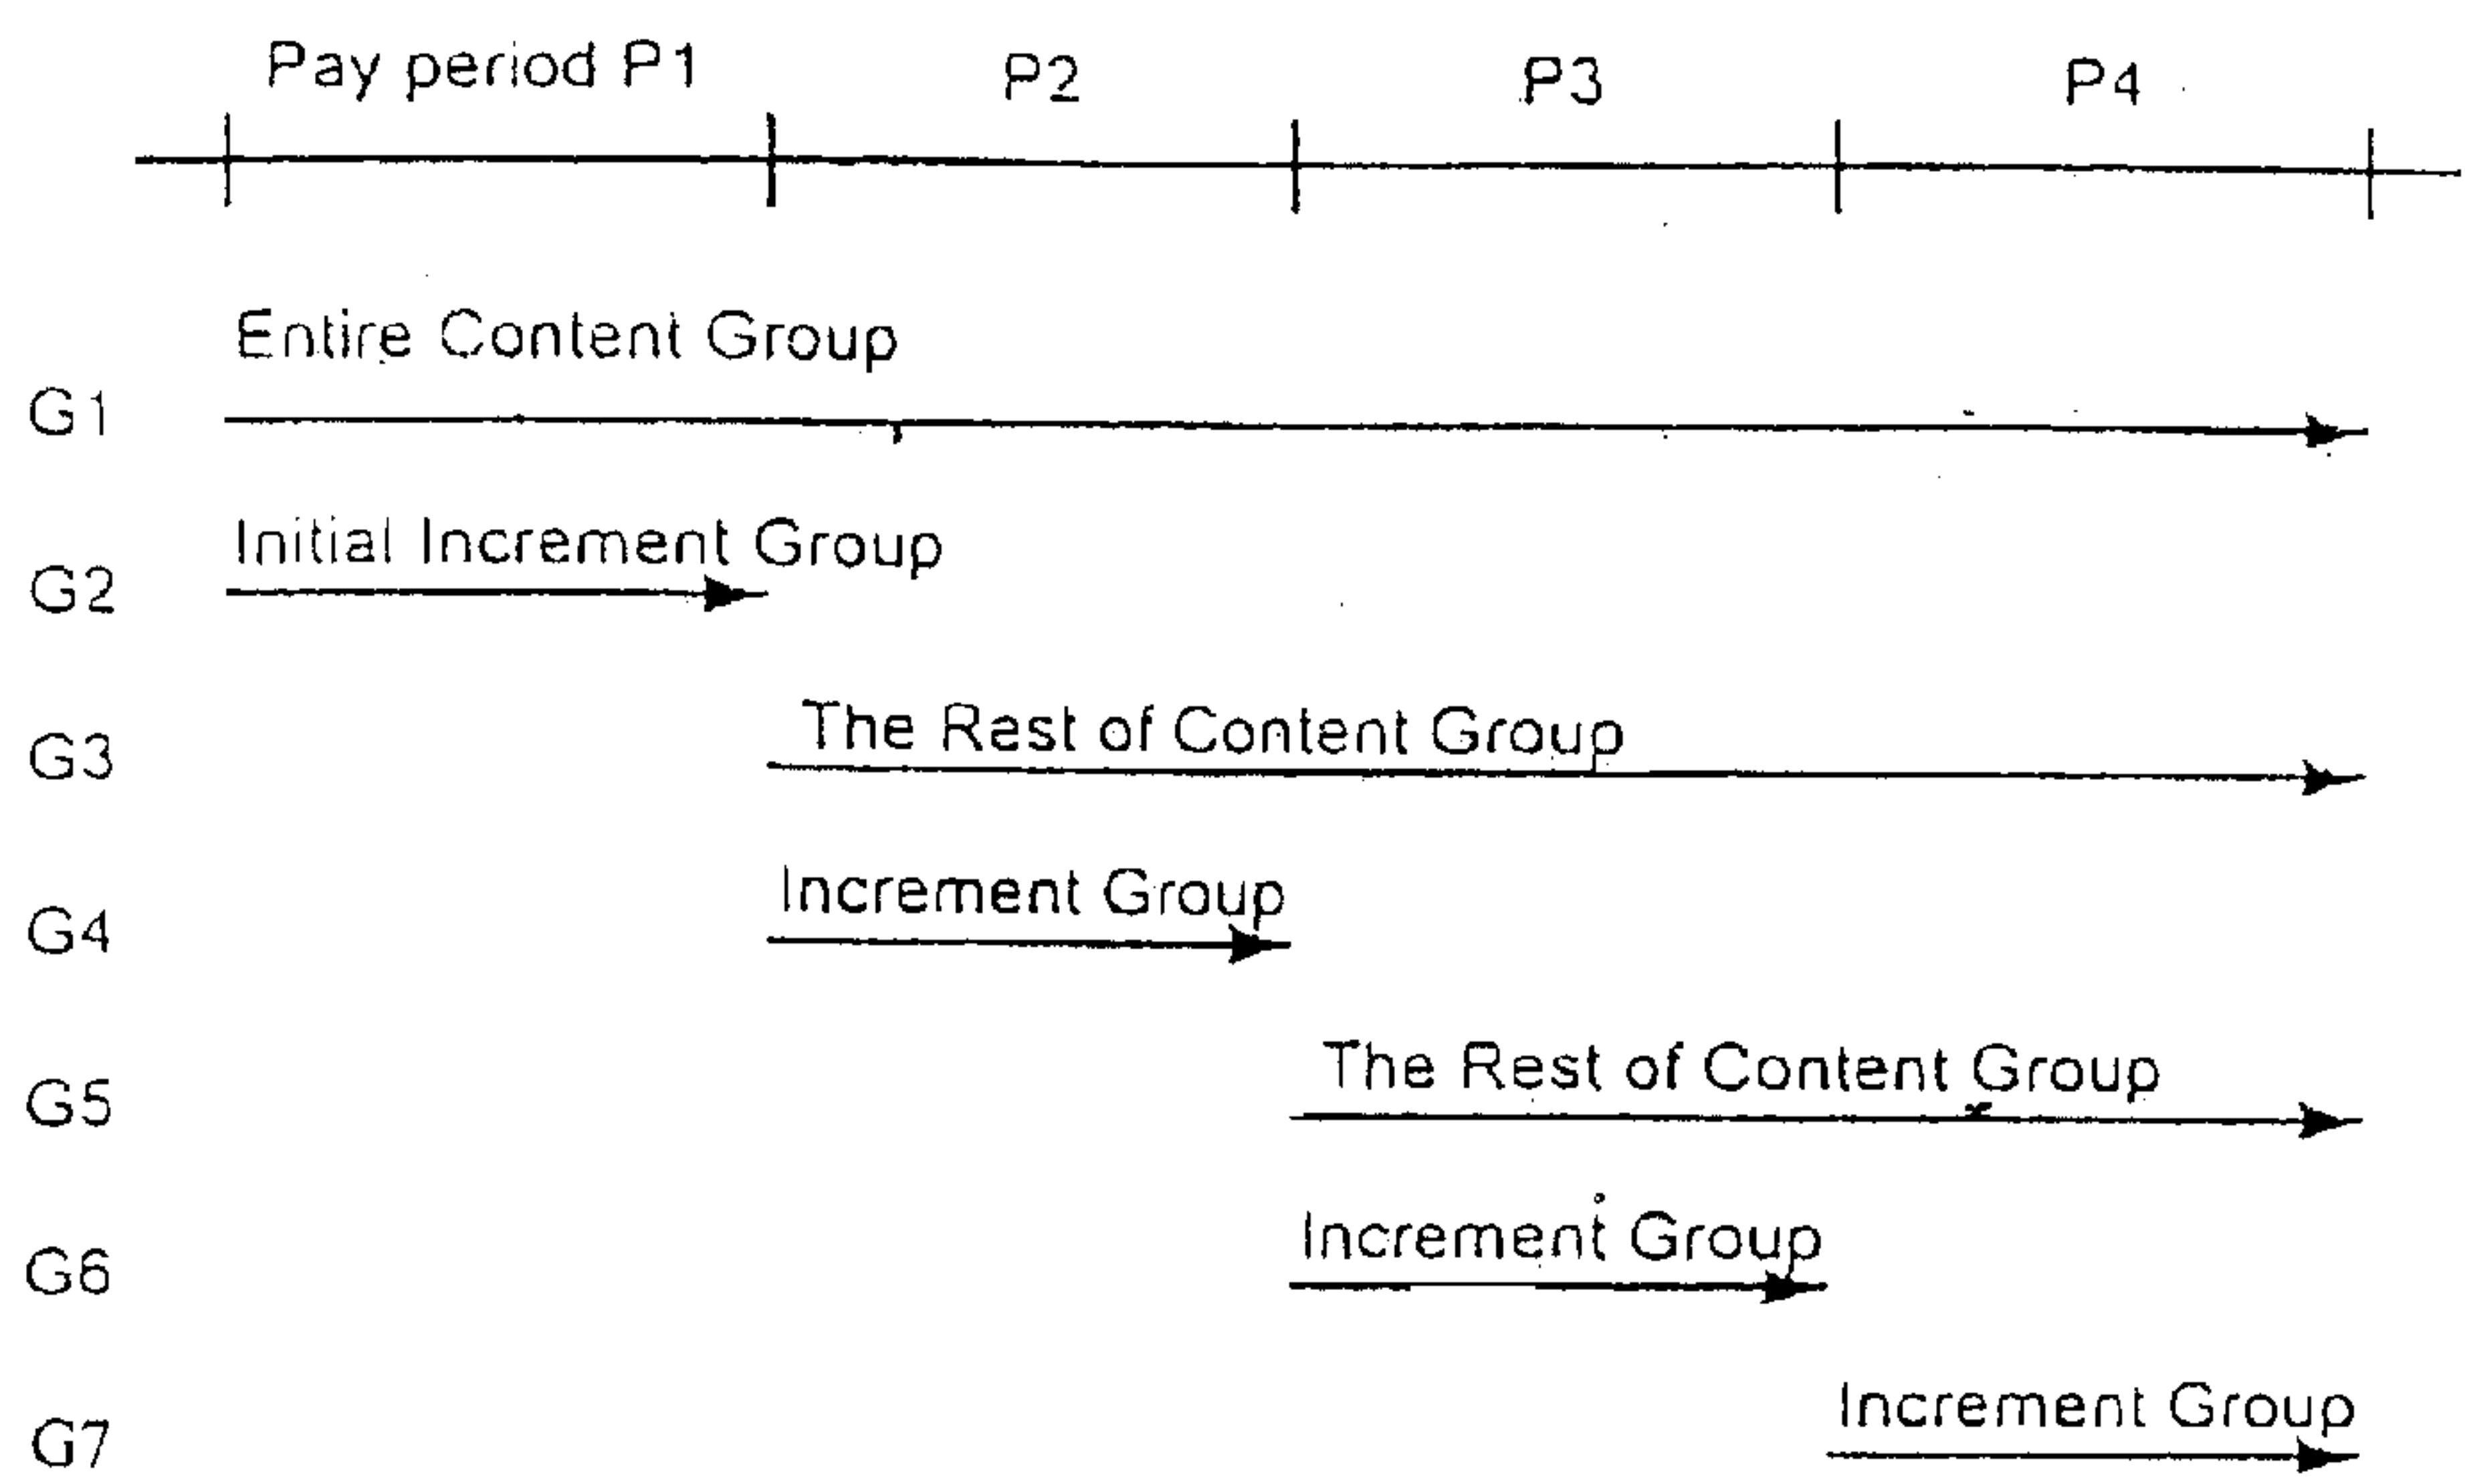 Pay period P1 P2 P3 P4
Entire Content Group
G1
Initial Increment Group
G2
The Rest of Content Group
G3
Increment Group
G4
The Rest of Content Group
G5
Increment Group
G6
Increment Group
G7